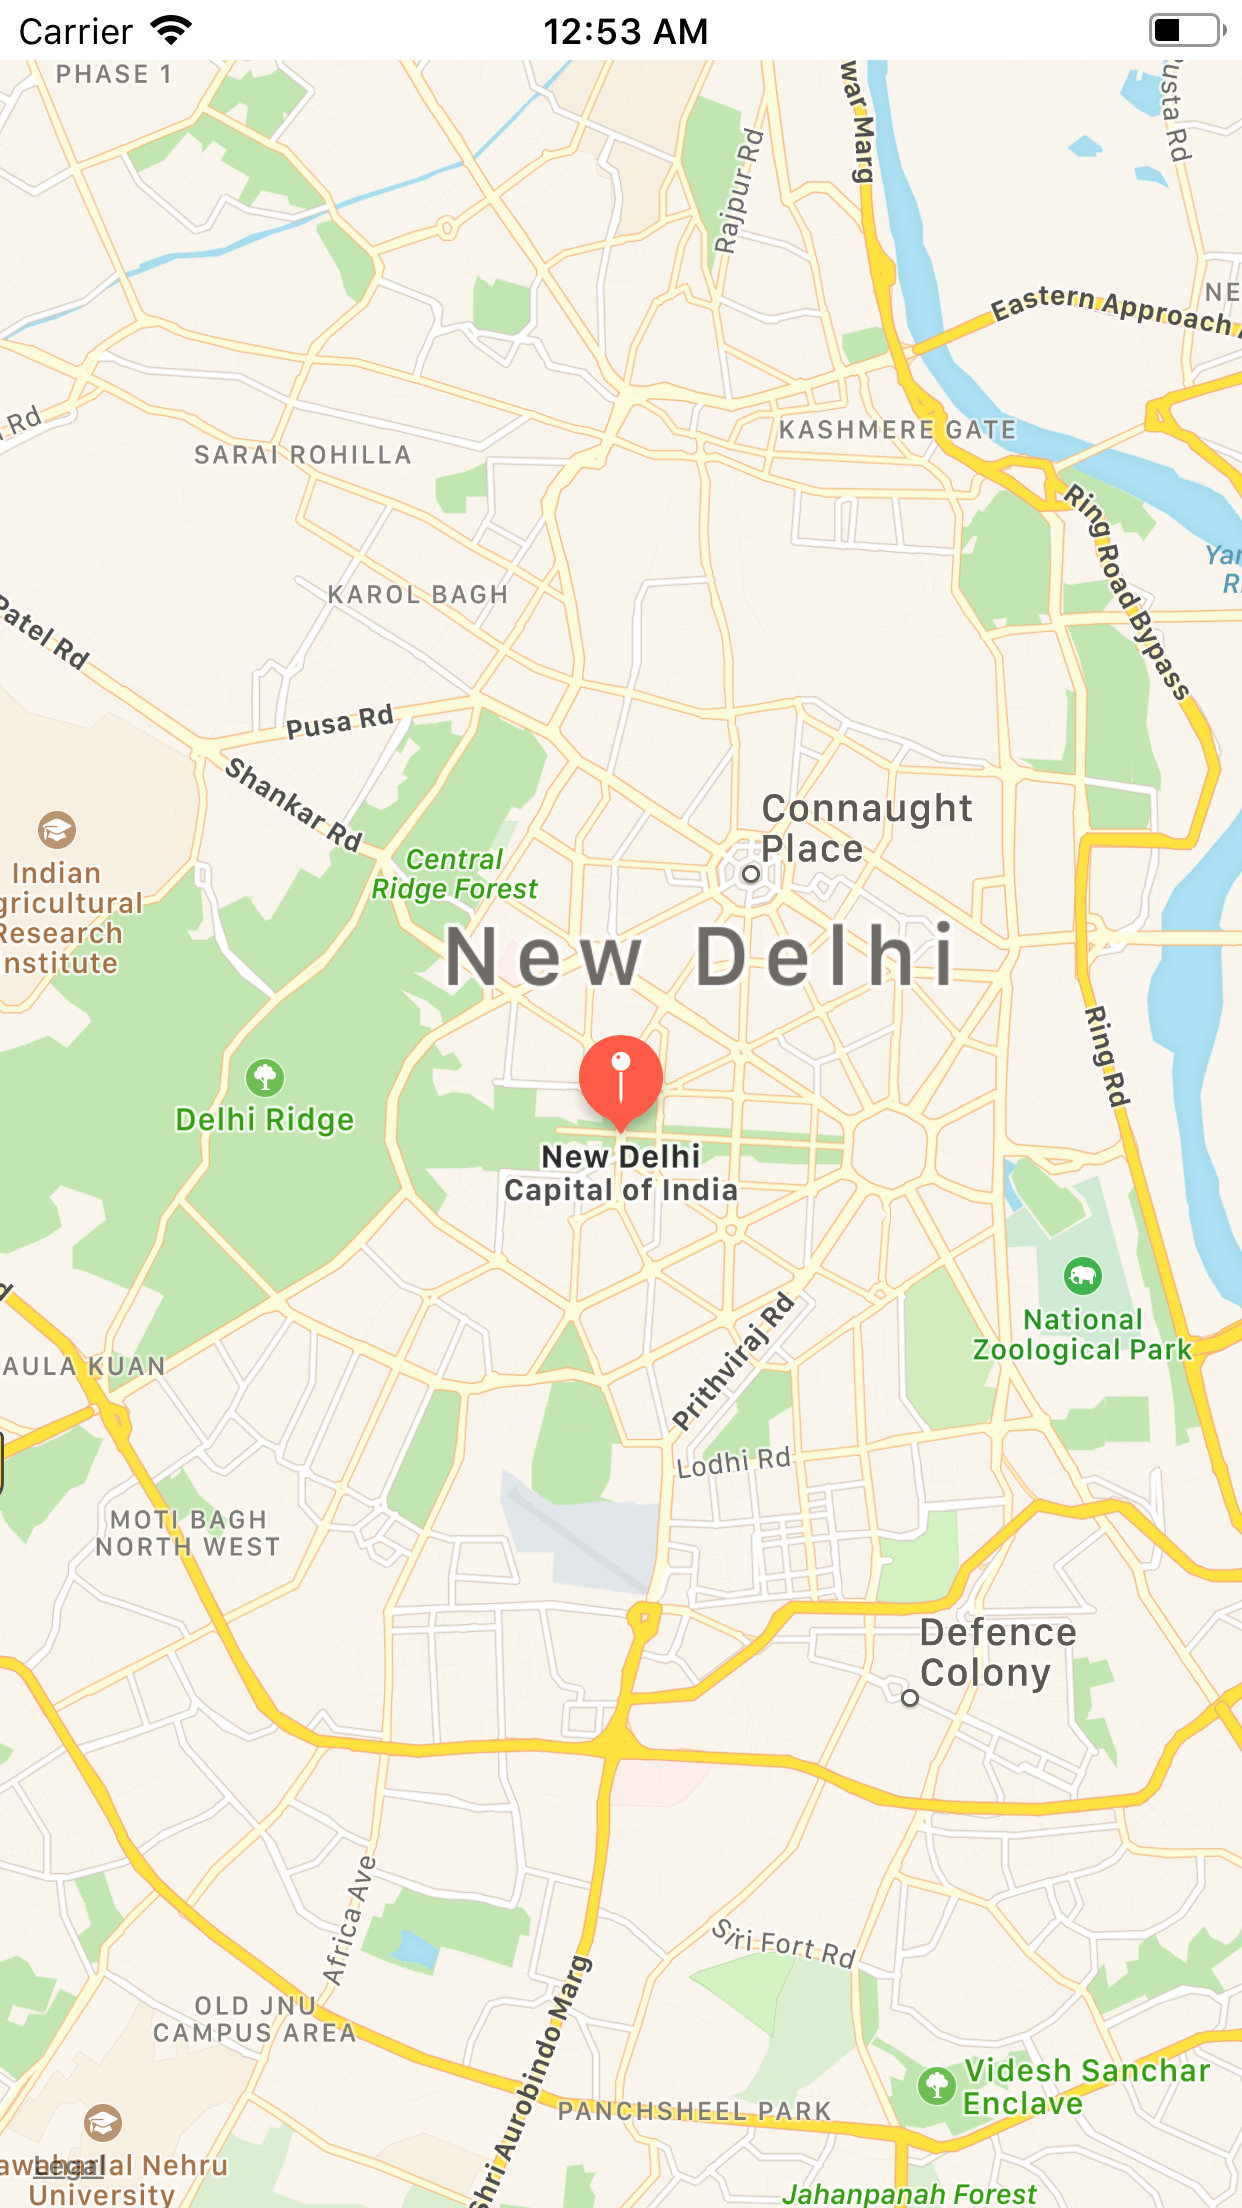 Carrier
12:53 AM
PHASE 1
war Marg
usta Rd
Rajpur Rd
Eastern Approach
NE
Rd
KASHMERE GATE
SARAI ROHILLA
Ring Road Bypass
KAROL BAGH
Patel Rd
Pusa Rd
Shankar Rd
Connaught
Place
Indian
gricultural
Research
nstitute
Central
Ridge Forest
New Delhi
Ring Rd
Delhi Ridge
New Delhi
Capital of India
National
Zoological Park
Prithviraj Rd
AULA KUAN
Lodhi Rd
MOTI BAGH
NORTH WEST
Defence
Colony
Africa Ave
Siri Fort Rd
Shri Aurobindo Marg
OLD JNU
CAMPUS AREA
Videsh Sanchar
Enclave
PANCHSHEEL PARK
awaharlal Nehru
University
Legal
Jahanpanah Forest